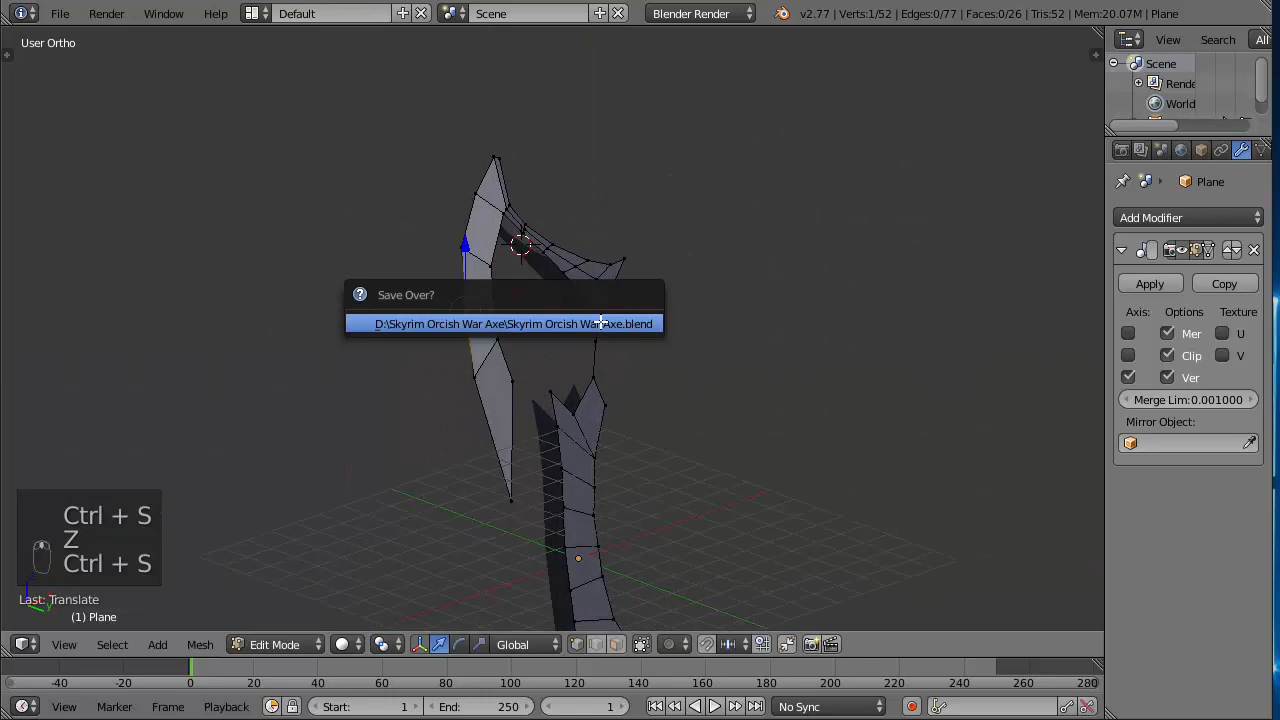 File Render Window Help Default Scene Blender Render v2.77 | Verts:1/52 | Edges:0/77 | Faces:0/26 | Tris:52 | Mem:20.07M | Plane
User Ortho
View Search All
Scene
Rende
World
Plane
Add Modifier
Apply Copy
Axis: Options: Texture
Mer U
Clip V
Ver
Merge Lim:0.001000
Mirror Object:
Save Over?
D:\Skyrim Orcish War Axe\Skyrim Orcish War Axe.blend
Ctrl + S
Z
Ctrl + S
Last: Translate
z
y
(1) Plane
View Select Add Mesh Edit Mode Global
-40 -20 0 20 40 60 80 100 120 140 160 180 200 220 240 260 280
View Marker Frame Playback Start: 1 End: 250 1 No Sync